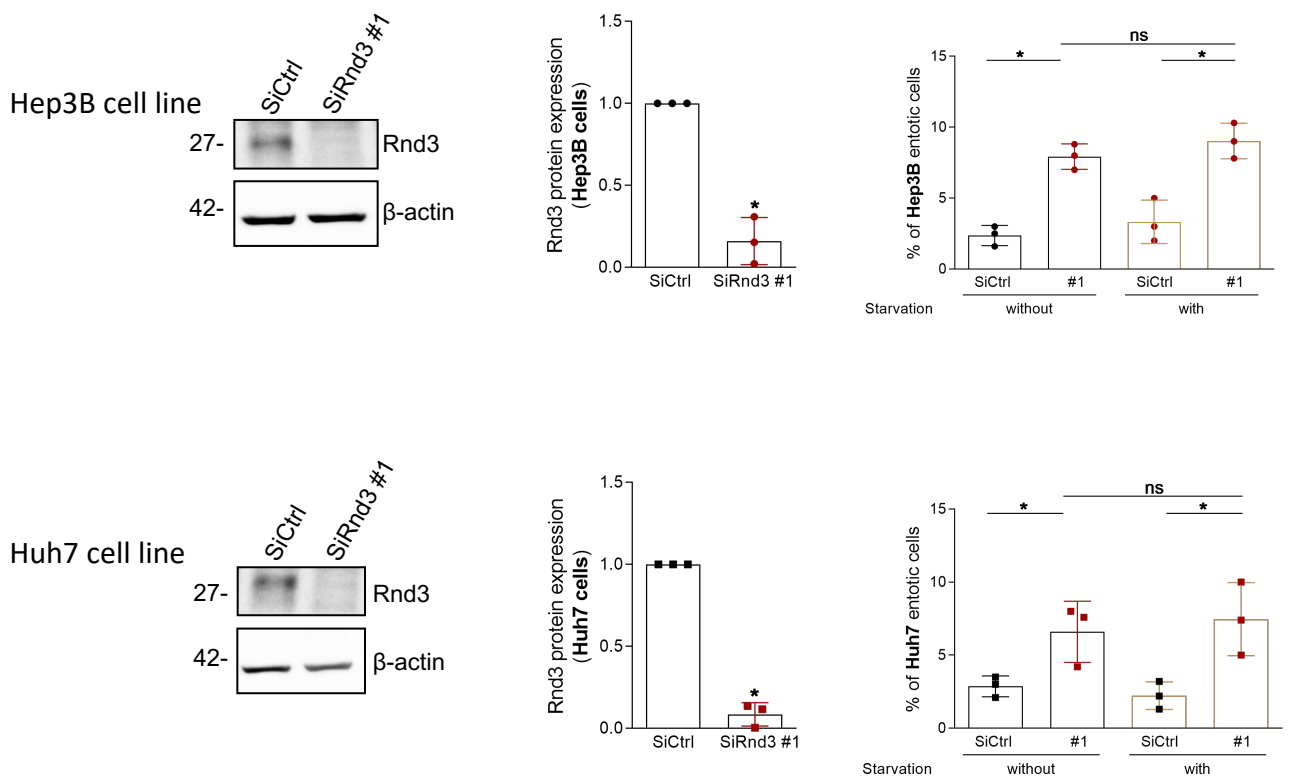 Hep3B cell line
SiCtrl
SiRnd3 #1
27-
Rnd3
42-
β-actin
Rnd3 protein expression
(Hep3B cells)
1.5
1.0
0.5
0.0
*
SiCtrl
SiRnd3 #1
% of Hep3B entotic cells
15
10
5
0
*
ns
*
SiCtrl
#1
SiCtrl
#1
Starvation
without
with
Huh7 cell line
SiCtrl
SiRnd3 #1
27-
Rnd3
42-
β-actin
Rnd3 protein expression
(Huh7 cells)
1.5
1.0
0.5
0.0
*
SiCtrl
SiRnd3 #1
% of Huh7 entotic cells
15
10
5
0
*
ns
*
SiCtrl
#1
SiCtrl
#1
Starvation
without
with